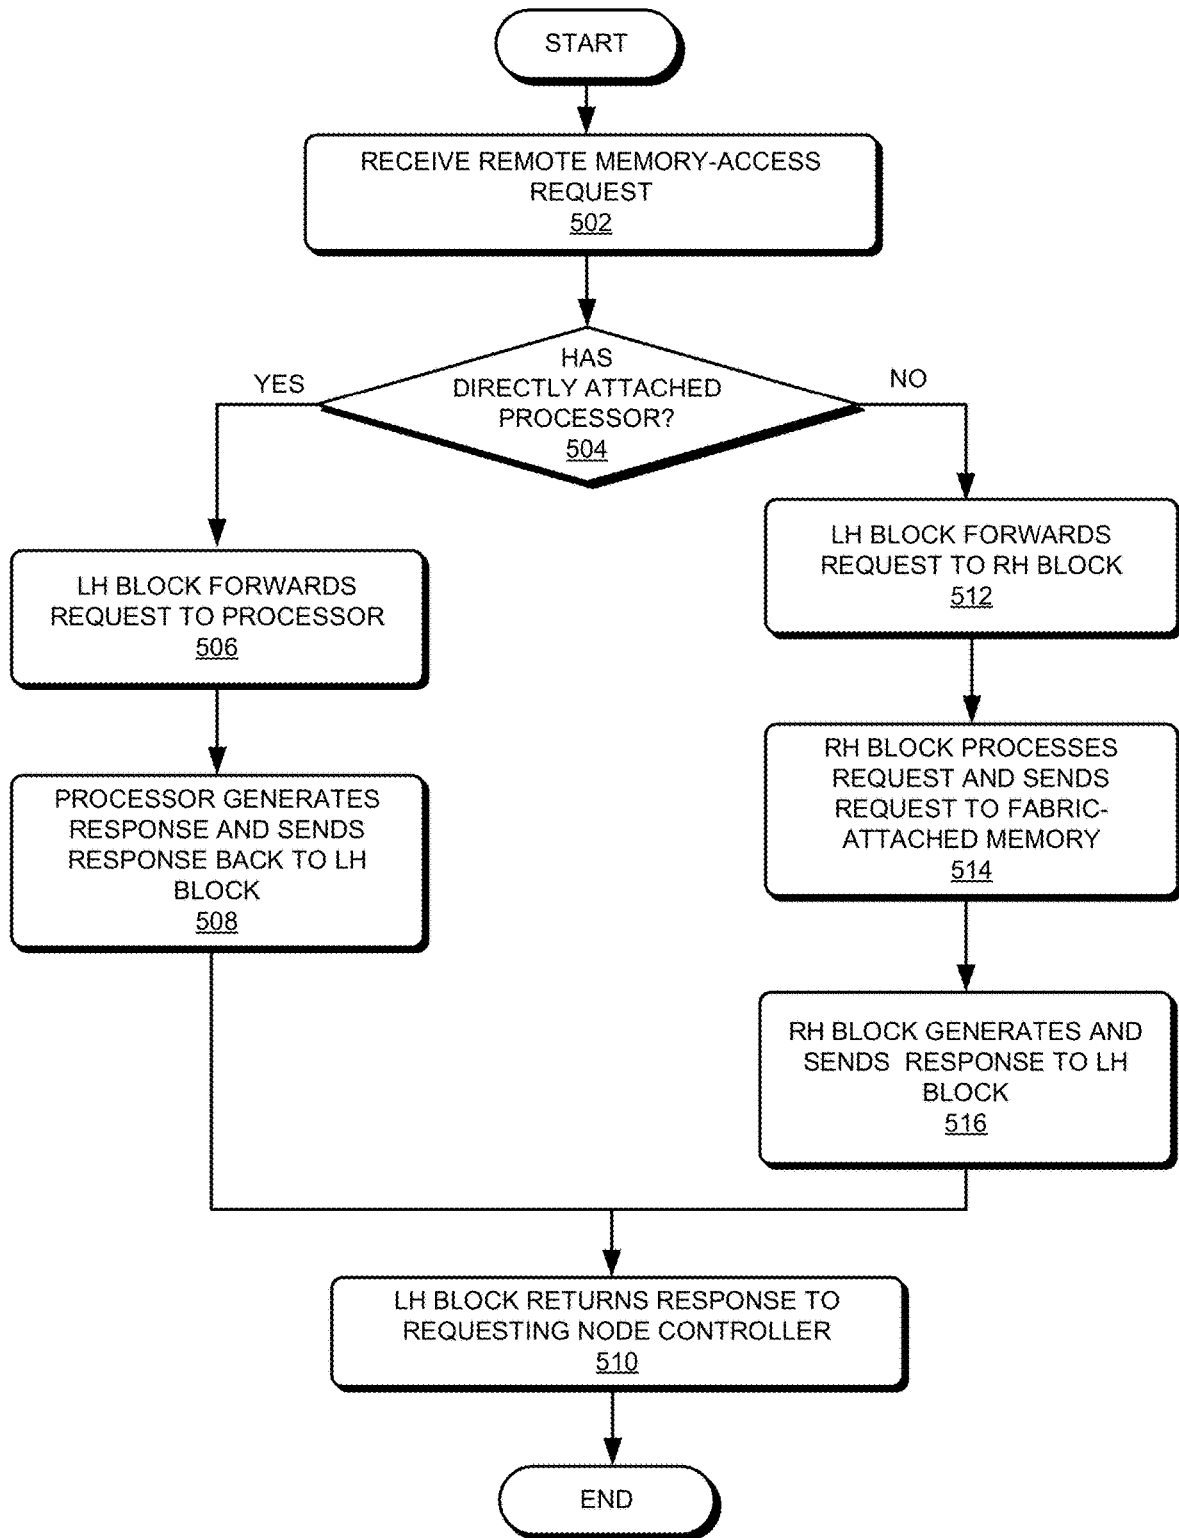 START
RECEIVE REMOTE MEMORY-ACCESS
REQUEST
502
HAS
DIRECTLY ATTACHED
PROCESSOR?
504
YES
NO
LH BLOCK FORWARDS
REQUEST TO PROCESSOR
506
PROCESSOR GENERATES
RESPONSE AND SENDS
RESPONSE BACK TO LH
BLOCK
508
LH BLOCK FORWARDS
REQUEST TO RH BLOCK
512
RH BLOCK PROCESSES
REQUEST AND SENDS
REQUEST TO FABRIC-
ATTACHED MEMORY
514
RH BLOCK GENERATES AND
SENDS RESPONSE TO LH
BLOCK
516
LH BLOCK RETURNS RESPONSE TO
REQUESTING NODE CONTROLLER
510
END